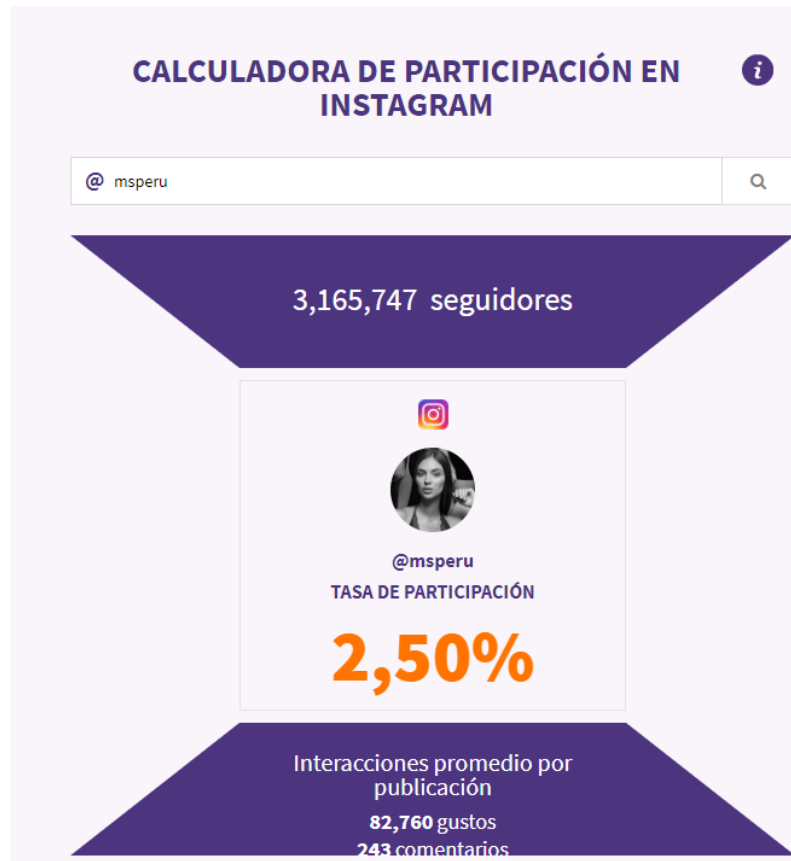 CALCULADORA DE PARTICIPACIÓN EN
INSTAGRAM
i
@ msperu
3,165,747 seguidores
@msperu
TASA DE PARTICIPACIÓN
2,50%
Interacciones promedio por
publicación
82,760 gustos
243 comentarios